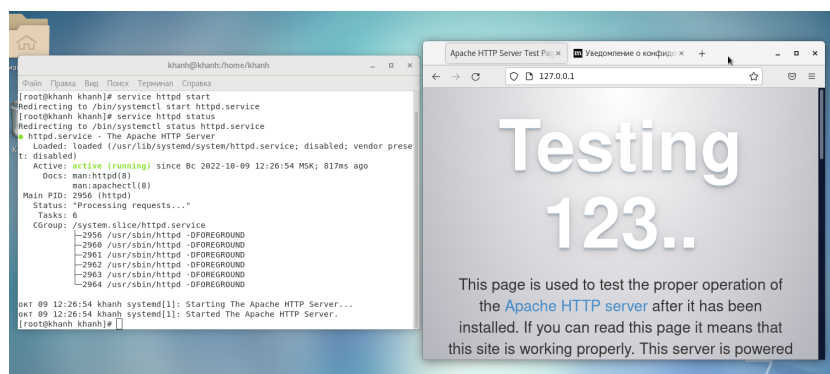 khanh@khanh:/home/khanh
Файл Правка Вид Поиск Терминал Справка
[root@khanh khanh]# service httpd start
Redirecting to /bin/systemctl start httpd.service
[root@khanh khanh]# service httpd status
Redirecting to /bin/systemctl status httpd.service
● httpd.service - The Apache HTTP Server
Loaded: loaded (/usr/lib/systemd/system/httpd.service; disabled; vendor prese
t: disabled)
Active: active (running) since Вс 2022-10-09 12:26:54 MSK; 817ms ago
Docs: man:httpd(8)
man:apachectl(8)
Main PID: 2956 (httpd)
Status: "Processing requests..."
Tasks: 6
CGroup: /system.slice/httpd.service
├─2956 /usr/sbin/httpd -DFOREGROUND
├─2960 /usr/sbin/httpd -DFOREGROUND
├─2961 /usr/sbin/httpd -DFOREGROUND
├─2962 /usr/sbin/httpd -DFOREGROUND
├─2963 /usr/sbin/httpd -DFOREGROUND
└─2964 /usr/sbin/httpd -DFOREGROUND
окт 09 12:26:54 khanh systemd[1]: Starting The Apache HTTP Server...
окт 09 12:26:54 khanh systemd[1]: Started The Apache HTTP Server.
[root@khanh khanh]#
Apache HTTP Server Test Pag
m Уведомление о конфиден
127.0.0.1
Testing
123..
This page is used to test the proper operation of
the Apache HTTP server after it has been
installed. If you can read this page it means that
this site is working properly. This server is powered